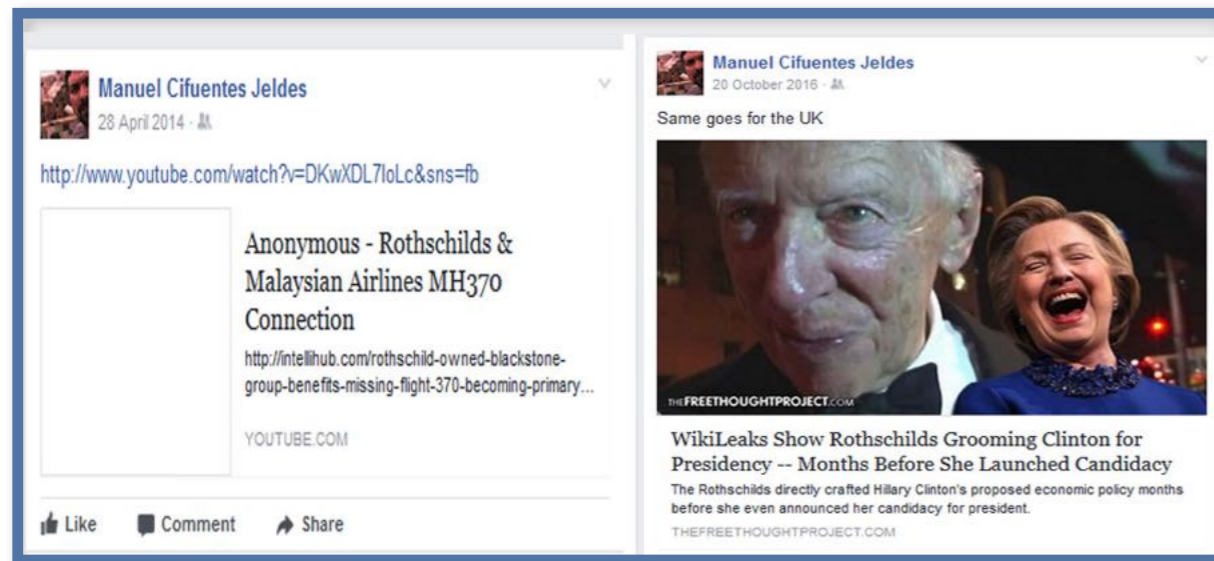 Manuel Cifuentes Jeldes
28 April 2014
http://www.youtube.com/watch?v=DKwXDL7loLc&sns=fb
Anonymous - Rothschilds &
Malaysian Airlines MH370
Connection
http://intellihub.com/rothschild-owned-blackstone-
group-benefits-missing-flight-370-becoming-primary...
YOUTUBE.COM
Like Comment Share
Manuel Cifuentes Jeldes
20 October 2016
Same goes for the UK
THEFREETHOUGHTPROJECT.COM
WikiLeaks Show Rothschilds Grooming Clinton for
Presidency -- Months Before She Launched Candidacy
The Rothschilds directly crafted Hillary Clinton's proposed economic policy months
before she even announced her candidacy for president.
THEFREETHOUGHTPROJECT.COM